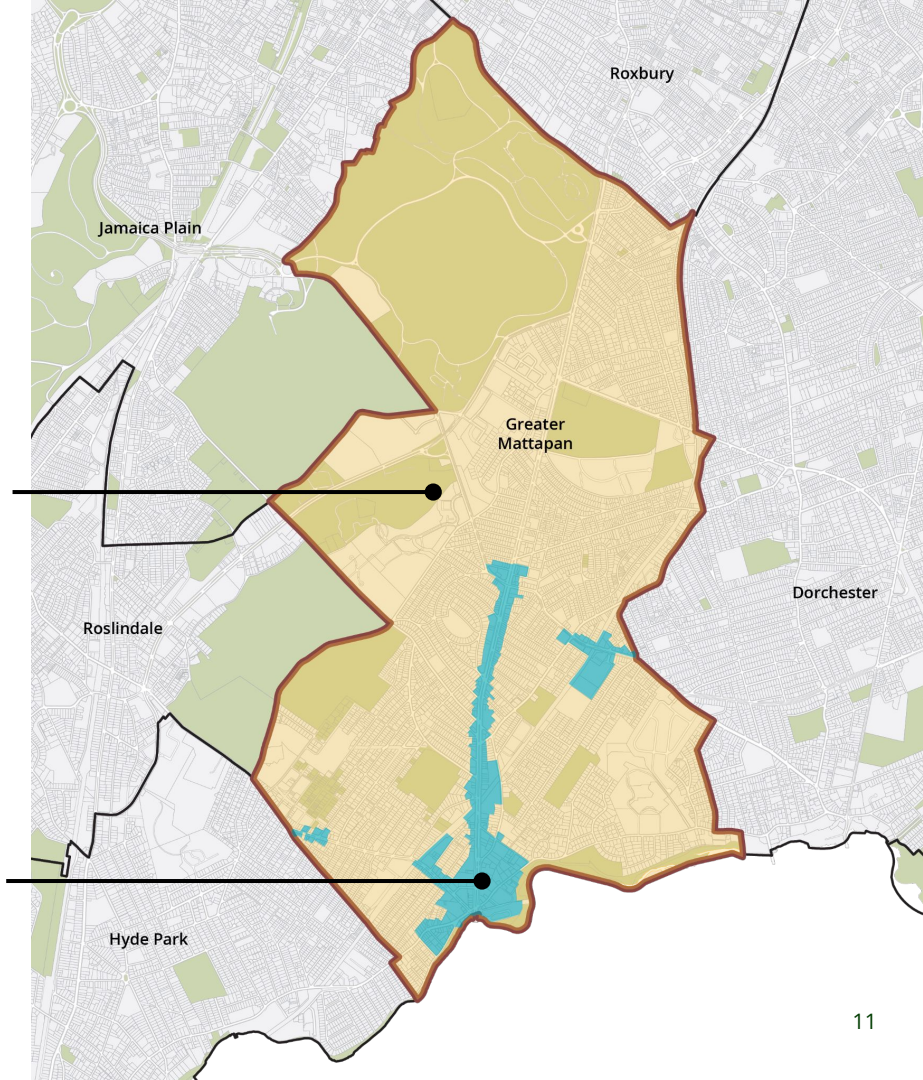 Roxbury
Jamaica Plain
Greater
Mattapan
Dorchester
Roslindale
Hyde Park
11